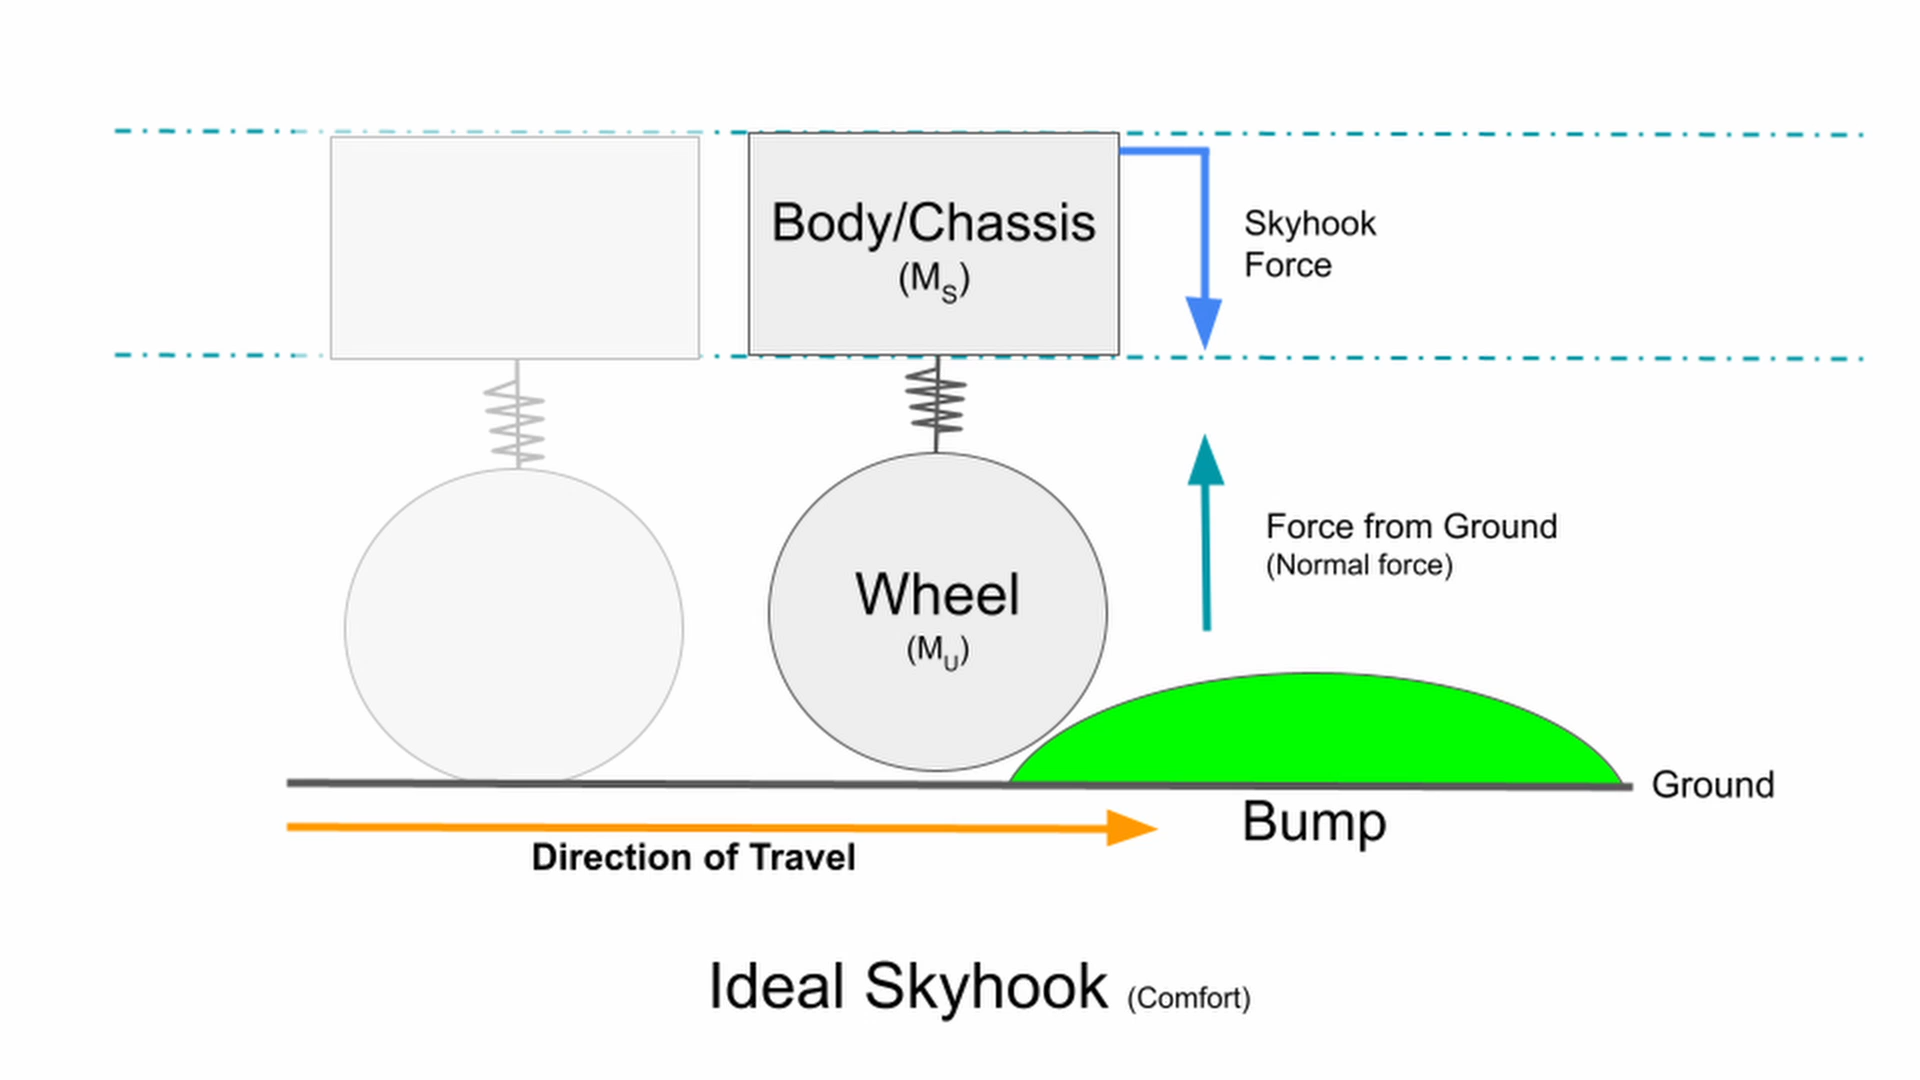 Body/Chassis
(MS)
Skyhook
Force
Force from Ground
(Normal force)
Wheel
(MU)
Ground
Bump
Direction of Travel
Ideal Skyhook (Comfort)